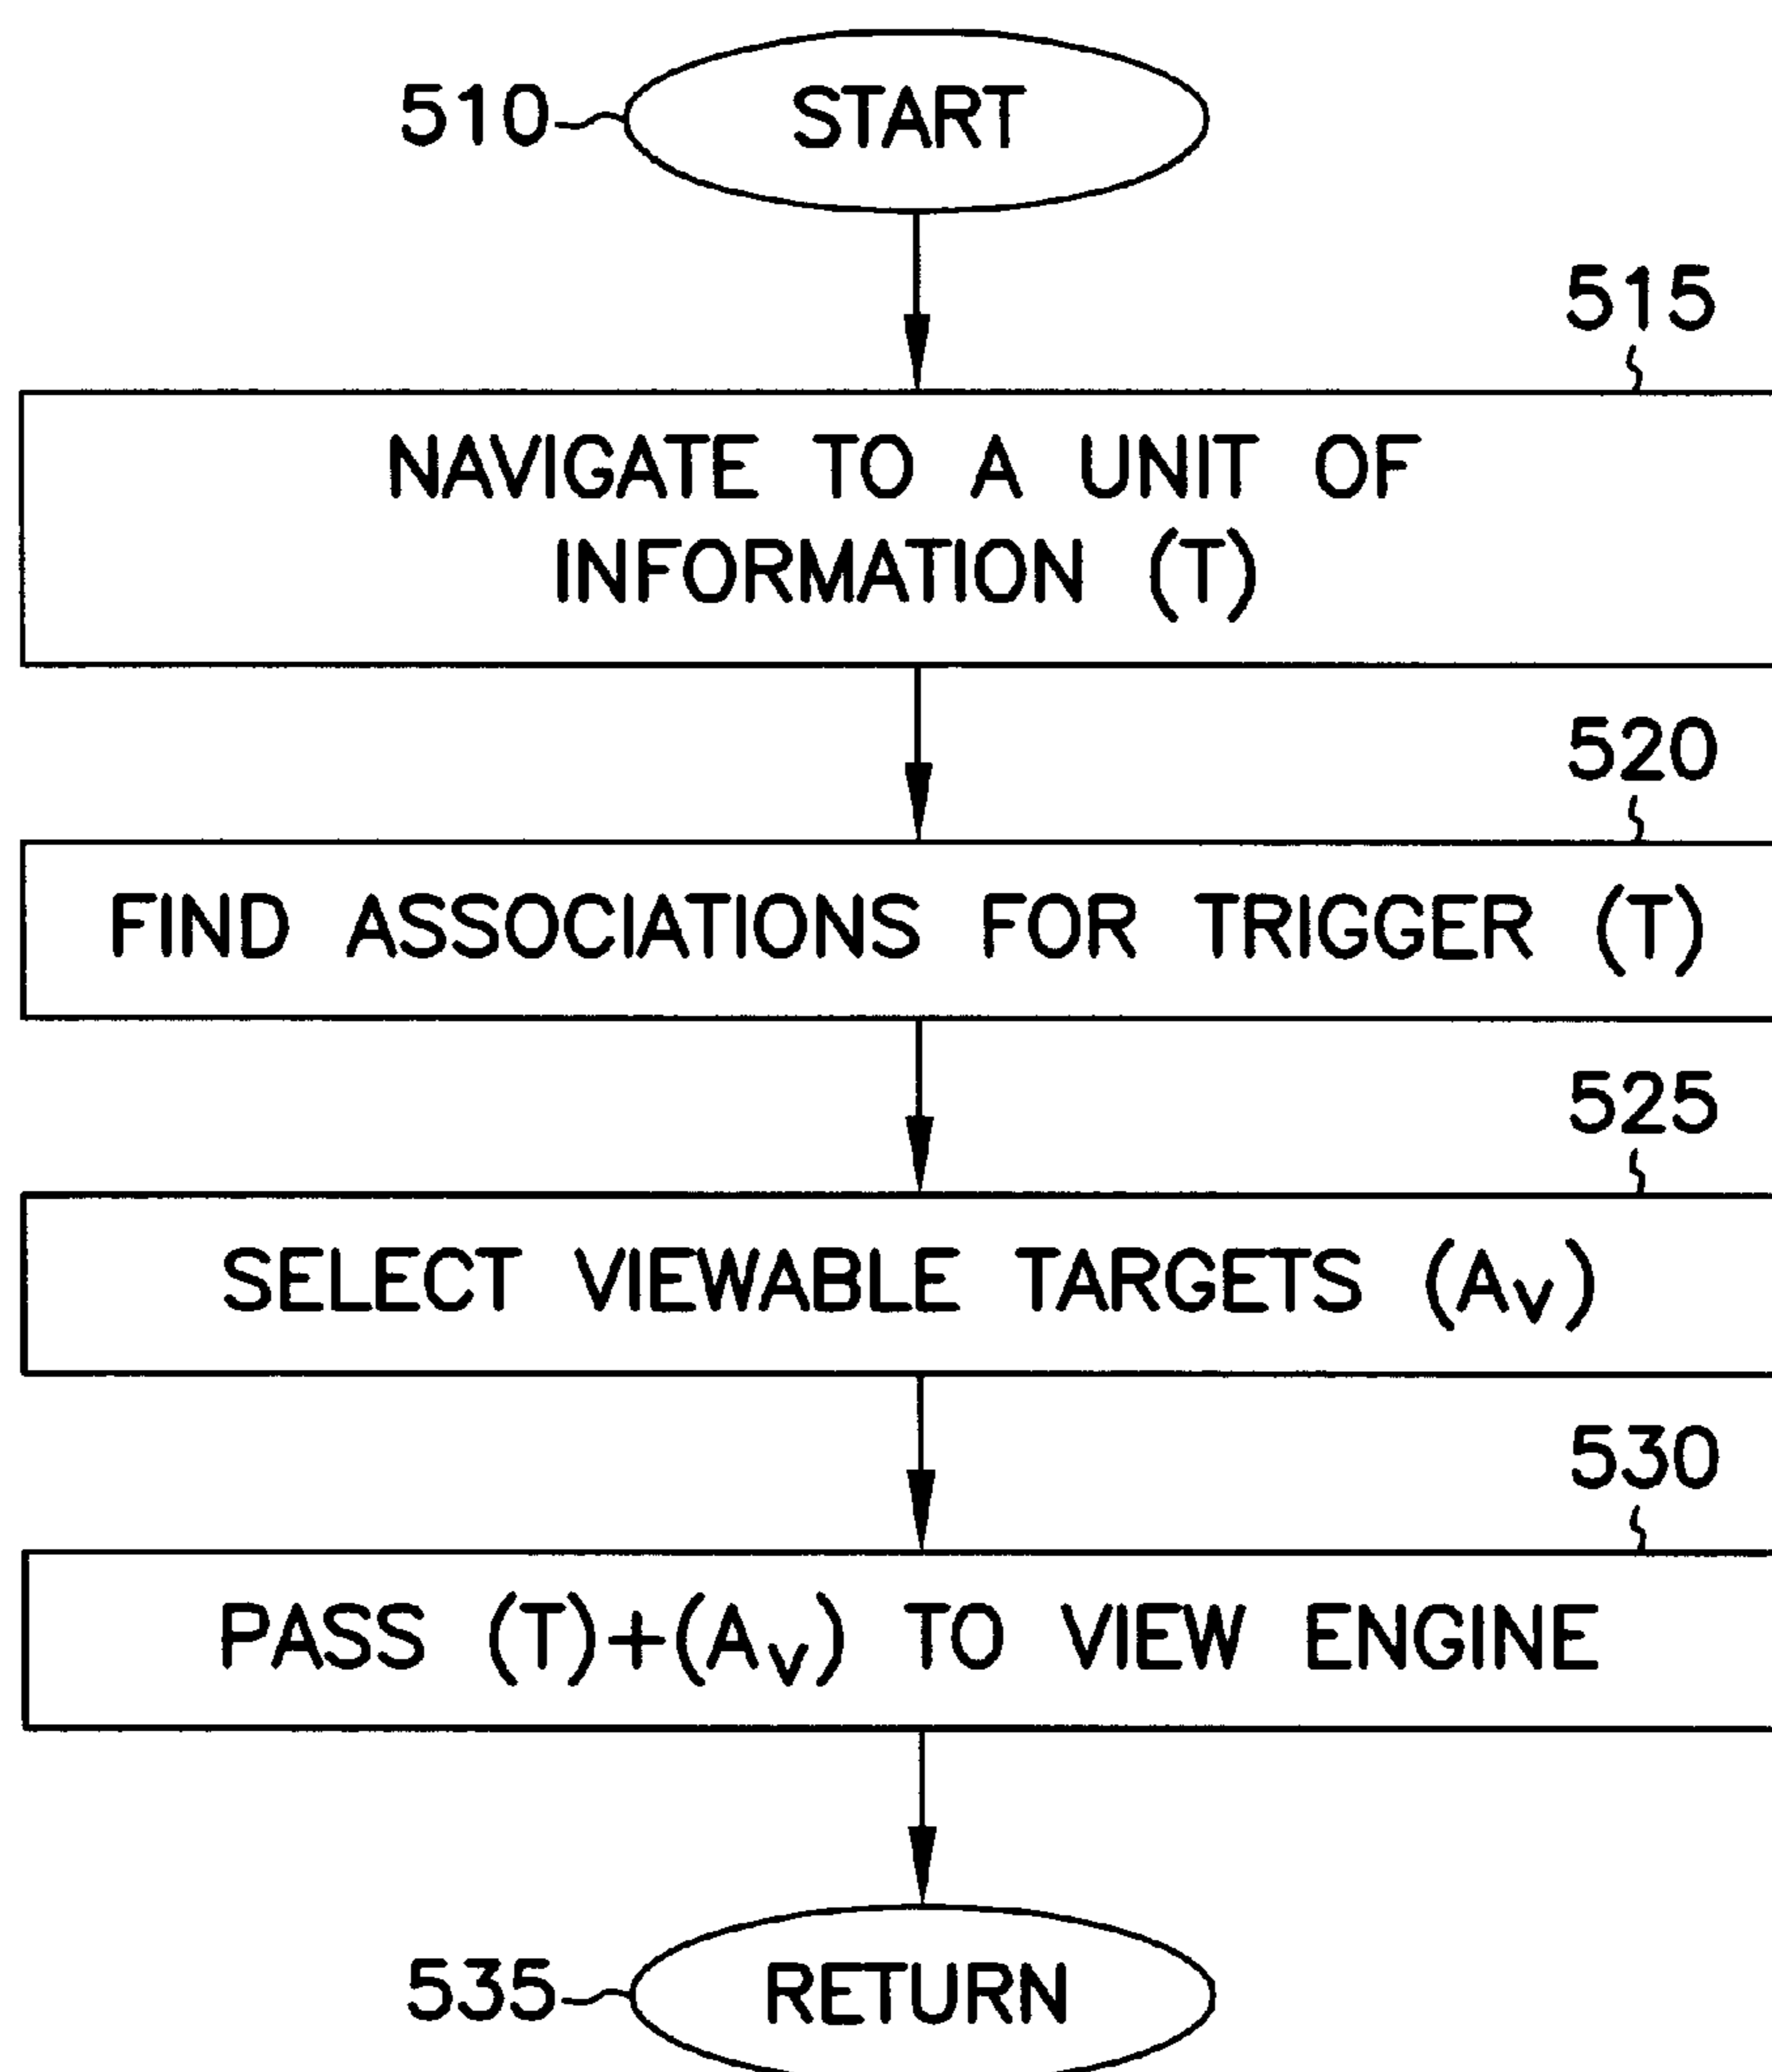 510 START
515
NAVIGATE TO A UNIT OF
INFORMATION (T)
520
FIND ASSOCIATIONS FOR TRIGGER (T)
525
SELECT VIEWABLE TARGETS (Av)
530
PASS (T)+(Av) TO VIEW ENGINE
535 RETURN